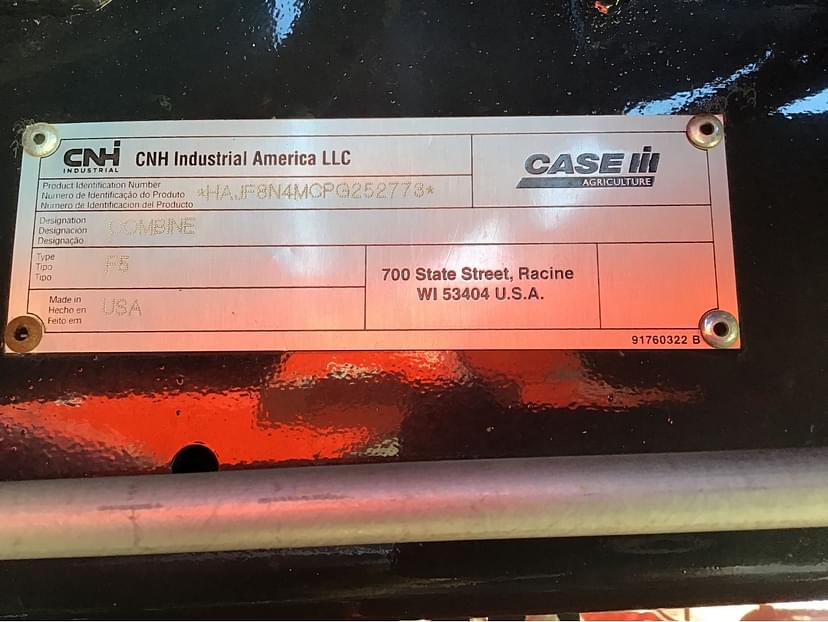 CNH
INDUSTRIAL
CNH Industrial America LLC
CASE IH
AGRICULTURE
Product Identification Number
Numero de Identificação do Produto
Numero de Identificacion del Producto
*HAJF8N4MCPG252773*
Designation
Designación
Designação
COMBINE
Type
Tipo
Tipo
F5
700 State Street, Racine
WI 53404 U.S.A.
Made in
Hecho en
Feito em
USA
91760322 B